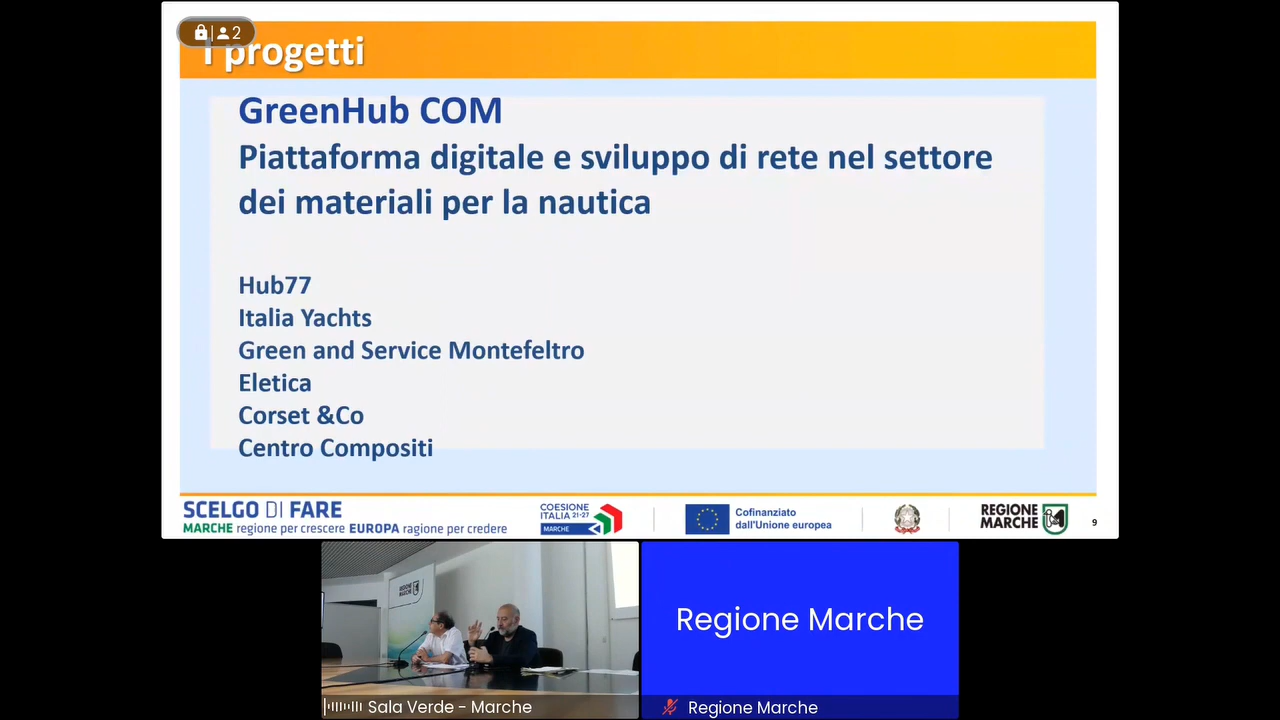 2
I progetti
GreenHub COM
Piattaforma digitale e sviluppo di rete nel settore
dei materiali per la nautica
Hub77
Italia Yachts
Green and Service Montefeltro
Eletica
Corset &Co
Centro Compositi
SCELGO DI FARE
MARCHE regione per crescere EUROPA ragione per credere
COESIONE
ITALIA 21-27
MARCHE
Cofinanziato
dall'Unione europea
REGIONE
MARCHE
9
REGIONE
MARCHE
Regione Marche
Sala Verde - Marche
Regione Marche